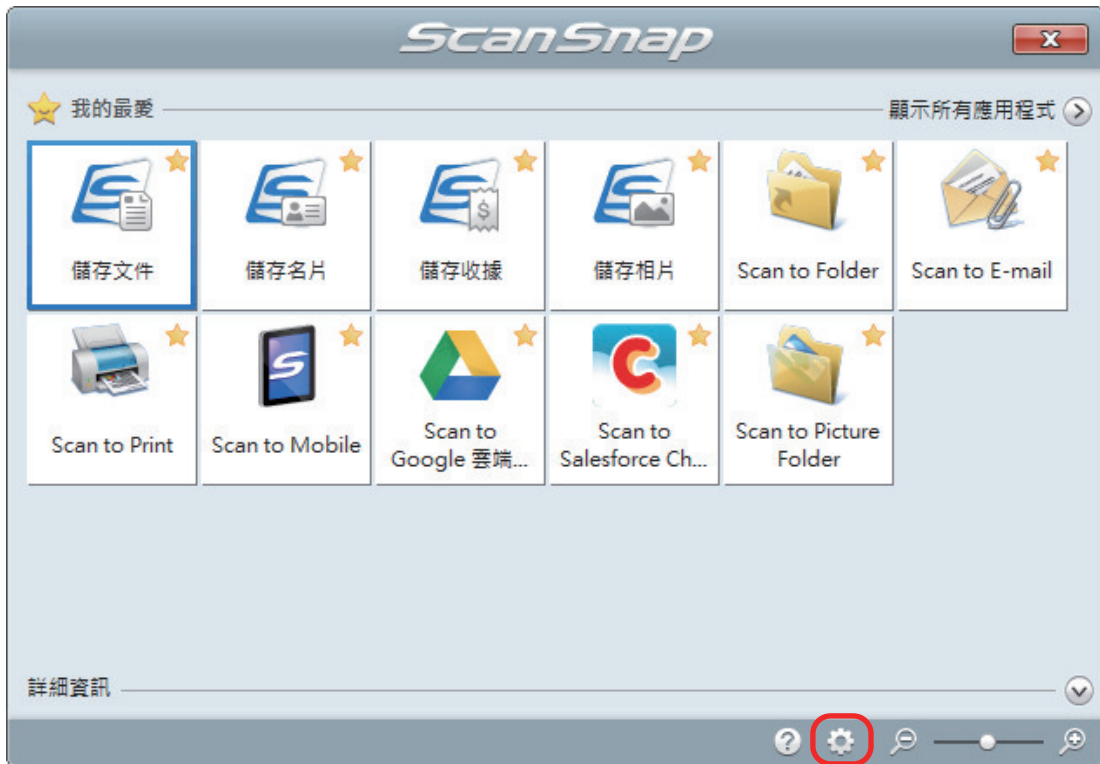 ScanSnap
X
我的最愛
顯示所有應用程式
儲存文件
儲存名片
$
儲存收據
儲存相片
Scan to Folder
Scan to E-mail
S
Scan to Print
Scan to Mobile
Scan to
Google 雲端...
C
Scan to
Salesforce Ch...
Scan to Picture
Folder
詳細資訊
?